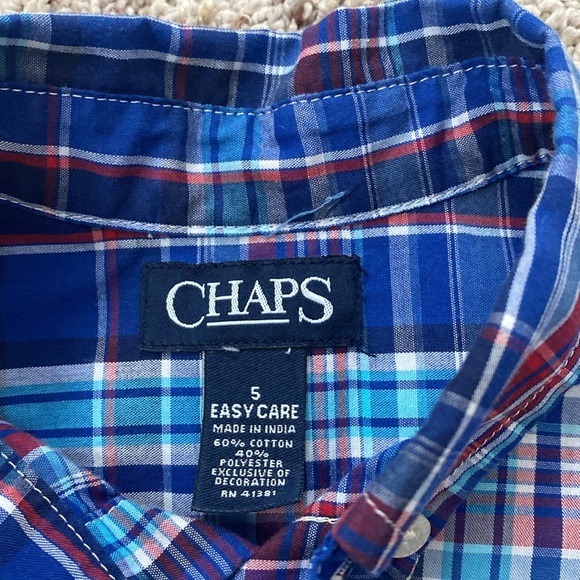 CHAPS
5
EASY CARE
MADE IN INDIA
60% COTTON
40%
POLYESTER
EXCLUSIVE OF
DECORATION
RN 41381